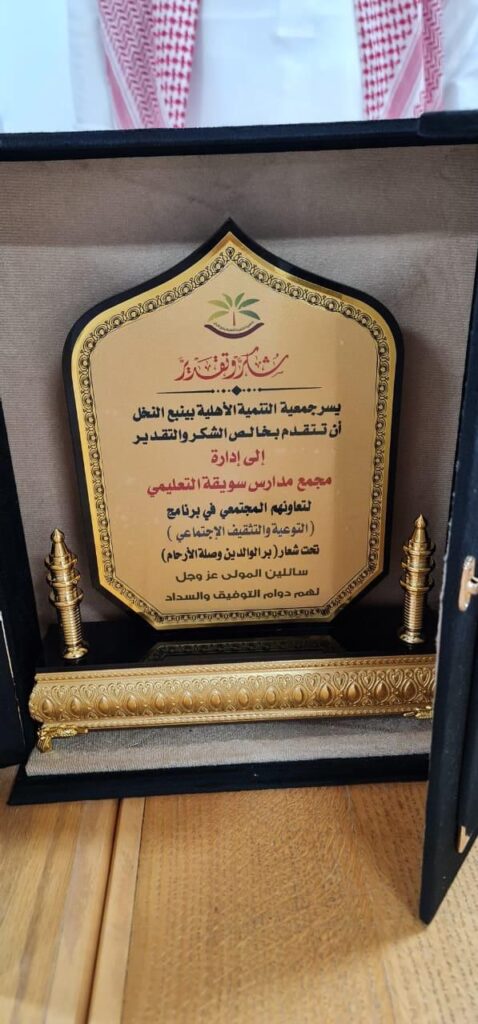 شكر وتقدير
يسر جمعية التنمية الأهلية بينبع النخل
أن تتقدم بخالص الشكر والتقدير
إلى إدارة
مجمع مدارس سويقة التعليمي
لتعاونهم المجتمعي في برنامج
(التوعية والتثقيف الإجتماعي)
تحت شعار (بر الوالدين وصلة الأرحام)
سائلين المولى عز وجل
لهم دوام التوفيق والسداد